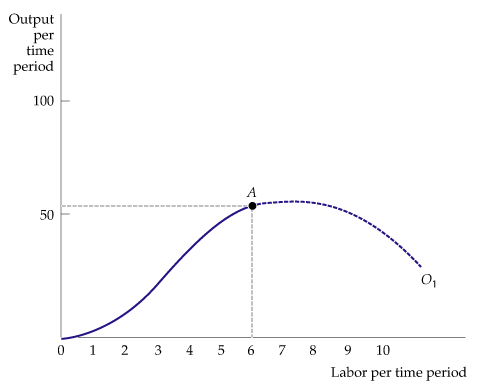 Output
per
time
period
100
A
50
O1
0 1 2 3 4 5 6 7 8 9 10
Labor per time period